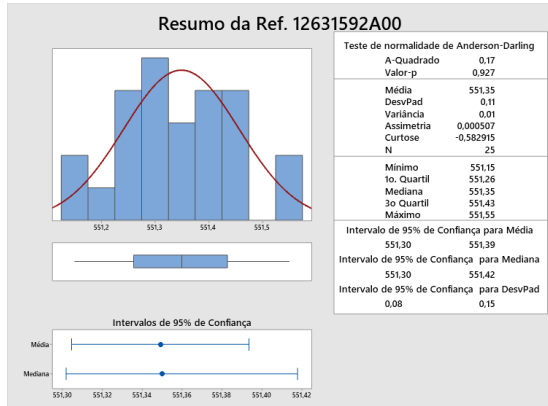 Resumo da Ref. 12631592A00
551,2 551,3 551,4 551,5
Intervalos de 95% de Confiança
Média
Mediana
551,30 551,32 551,34 551,36 551,38 551,40 551,42
Teste de normalidade de Anderson-Darling
A-Quadrado 0,17
Valor-p 0,927
Média 551,35
DesvPad 0,11
Variância 0,01
Assimetria 0,000507
Curtose -0,582915
N 25
Mínimo 551,15
1o. Quartil 551,26
Mediana 551,35
3o Quartil 551,43
Máximo 551,55
Intervalo de 95% de Confiança para Média
551,30 551,39
Intervalo de 95% de Confiança para Mediana
551,30 551,42
Intervalo de 95% de Confiança para DesvPad
0,08 0,15